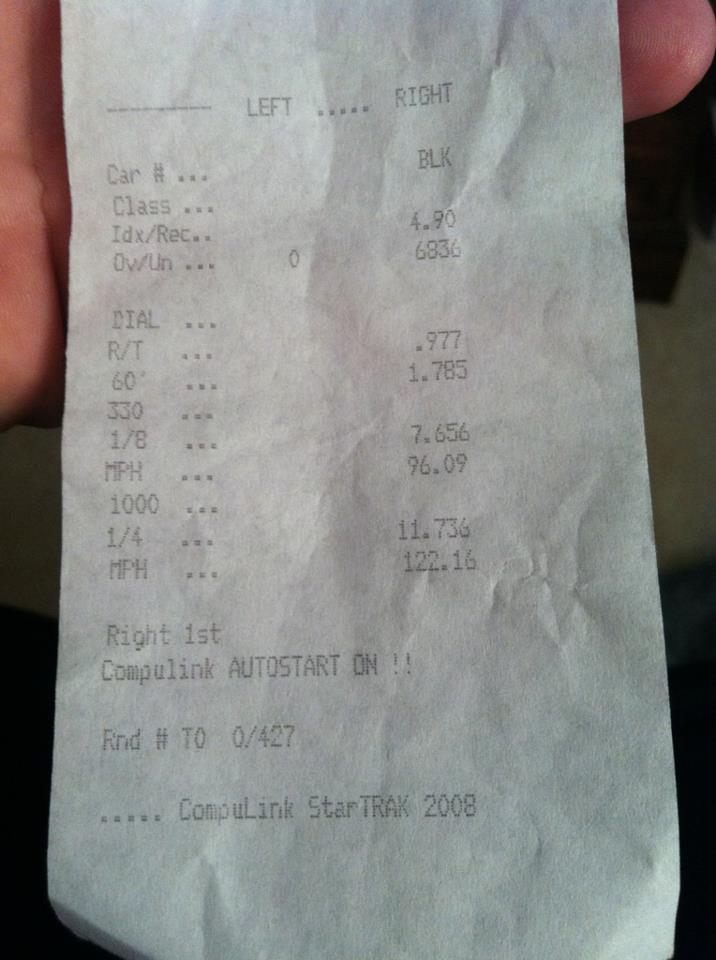 --------- LEFT ..... RIGHT
Car # ... BLK
Class ...
Idx/Rec.. 4.90
Ov/Un ... 0 6836
DIAL ...
R/T ... .977
60' ... 1.785
330 ...
1/8 ... 7.656
MPH ... 96.09
1000 ...
1/4 ... 11.736
MPH ... 122.16
Right 1st
Compulink AUTOSTART ON !!
Rnd # TO 0/427
..... CompuLink StarTRAK 2008